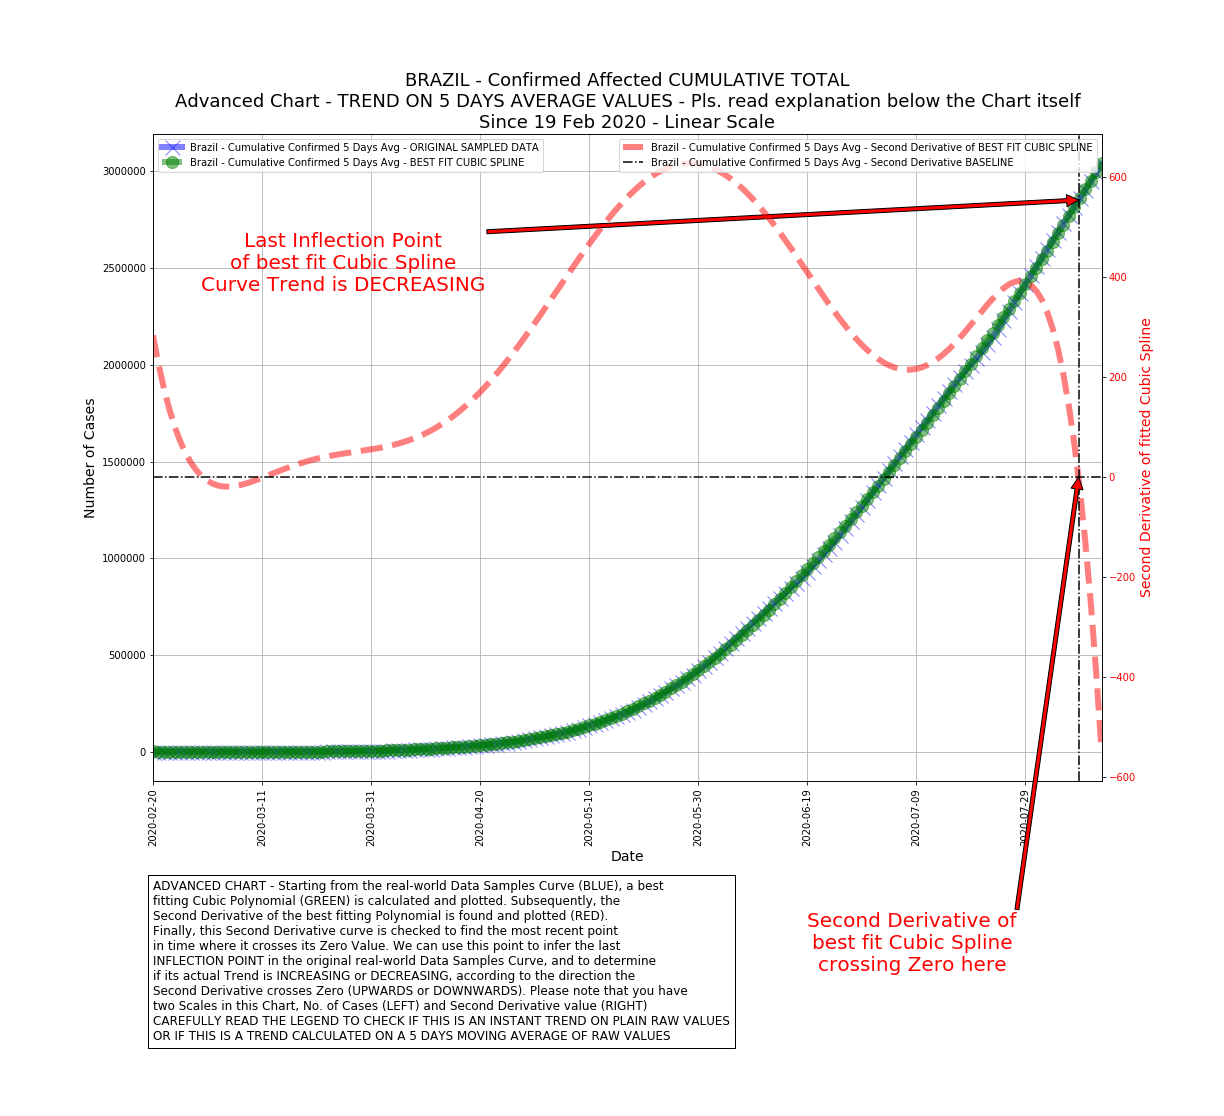 BRAZIL - Confirmed Affected CUMULATIVE TOTAL
Advanced Chart - TREND ON 5 DAYS AVERAGE VALUES - Pls. read explanation below the Chart itself
Since 19 Feb 2020 - Linear Scale
Brazil - Cumulative Confirmed 5 Days Avg - ORIGINAL SAMPLED DATA
Brazil - Cumulative Confirmed 5 Days Avg - BEST FIT CUBIC SPLINE
Brazil - Cumulative Confirmed 5 Days Avg - Second Derivative of BEST FIT CUBIC SPLINE
Brazil - Cumulative Confirmed 5 Days Avg - Second Derivative BASELINE
Last Inflection Point
of best fit Cubic Spline
Curve Trend is DECREASING
Number of Cases
3000000
2500000
2000000
1500000
1000000
500000
0
600
400
200
0
−200
−400
−600
Second Derivative of fitted Cubic Spline
2020-02-20
2020-03-11
2020-03-31
2020-04-20
2020-05-10
2020-05-30
2020-06-19
2020-07-09
2020-07-29
Date
ADVANCED CHART - Starting from the real-world Data Samples Curve (BLUE), a best
fitting Cubic Polynomial (GREEN) is calculated and plotted. Subsequently, the
Second Derivative of the best fitting Polynomial is found and plotted (RED).
Finally, this Second Derivative curve is checked to find the most recent point
in time where it crosses its Zero Value. We can use this point to infer the last
INFLECTION POINT in the original real-world Data Samples Curve, and to determine
if its actual Trend is INCREASING or DECREASING, according to the direction the
Second Derivative crosses Zero (UPWARDS or DOWNWARDS). Please note that you have
two Scales in this Chart, No. of Cases (LEFT) and Second Derivative value (RIGHT)
CAREFULLY READ THE LEGEND TO CHECK IF THIS IS AN INSTANT TREND ON PLAIN RAW VALUES
OR IF THIS IS A TREND CALCULATED ON A 5 DAYS MOVING AVERAGE OF RAW VALUES
Second Derivative of
best fit Cubic Spline
crossing Zero here